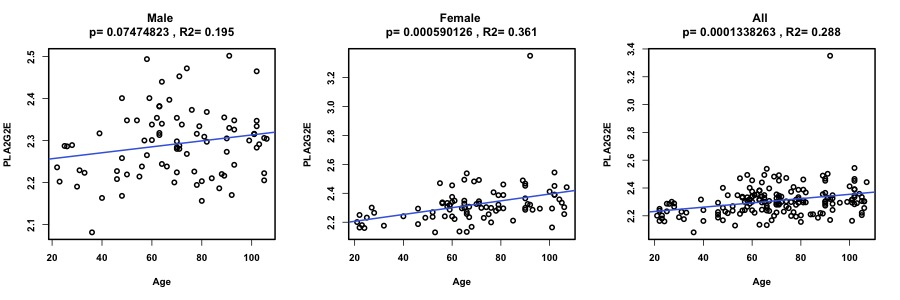 Male
p= 0.07474823 , R2= 0.195
PLA2G2E
2.1
2.2
2.3
2.4
2.5
20
40
60
80
100
Age
Female
p= 0.000590126 , R2= 0.361
PLA2G2E
2.2
2.4
2.6
2.8
3.0
3.2
20
40
60
80
100
Age
All
p= 0.0001338263 , R2= 0.288
PLA2G2E
2.2
2.4
2.6
2.8
3.0
3.2
3.4
20
40
60
80
100
Age